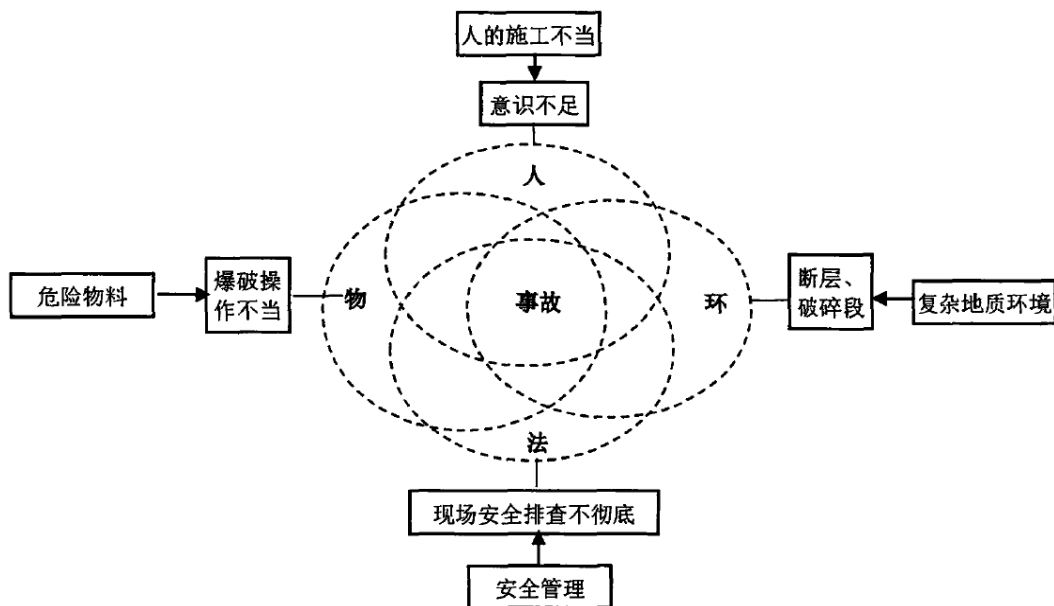 人的施工不当
意识不足
人
危险物料
爆破操
作不当
物
事故
环
断层、
破碎段
复杂地质环境
法
现场安全排查不彻底
安全管理